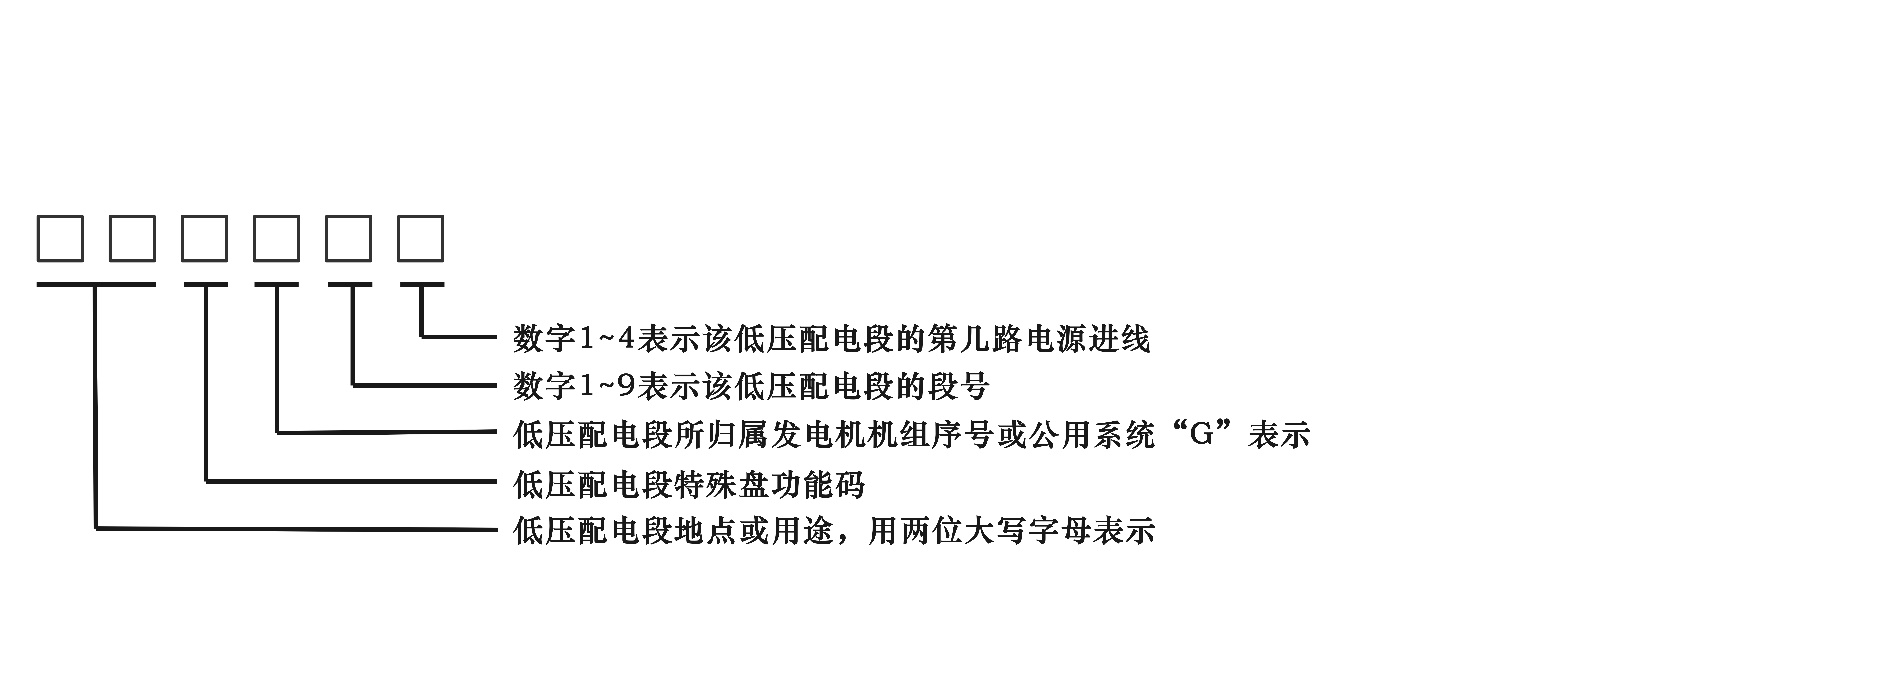 数字1~4表示该低压配电段的第几路电源进线
数字1~9表示该低压配电段的段号
低压配电段所归属发电机机组序号或公用系统“G”表示
低压配电段特殊盘功能码
低压配电段地点或用途，用两位大写字母表示